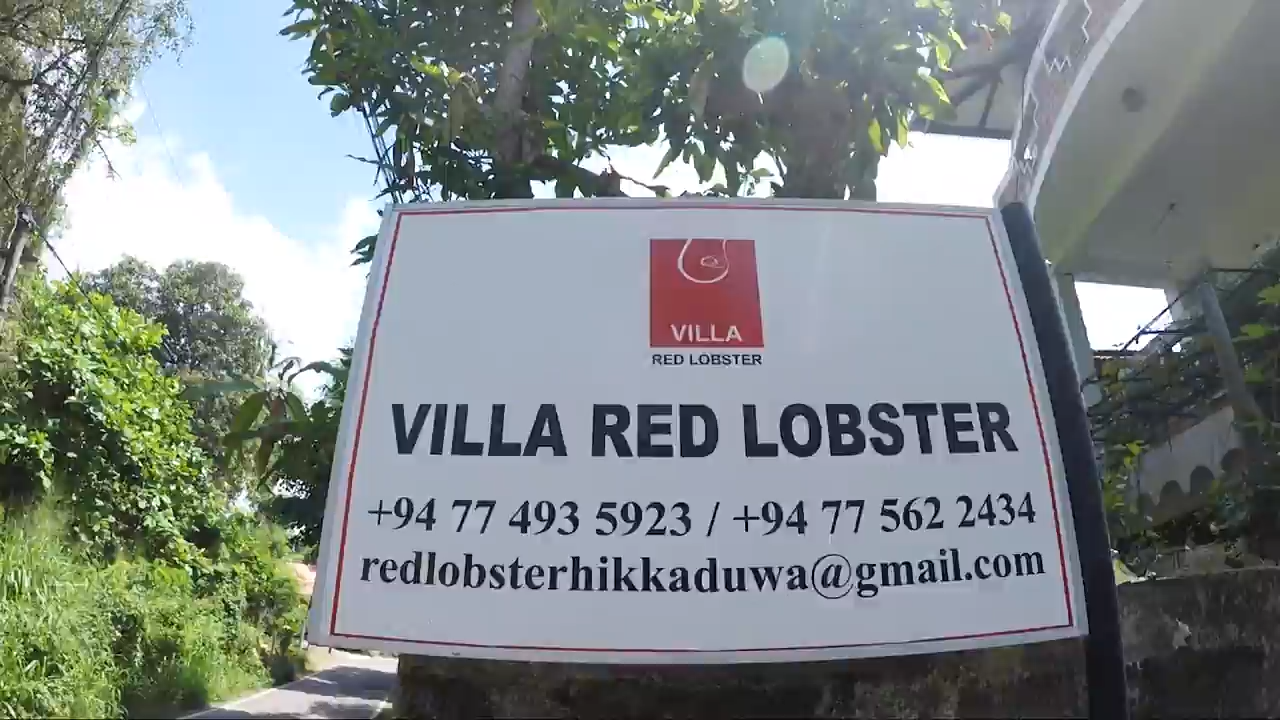 VILLA
RED LOBSTER
VILLA RED LOBSTER
+94 77 493 5923 / +94 77 562 2434
redlobsterhikkaduwa@gmail.com